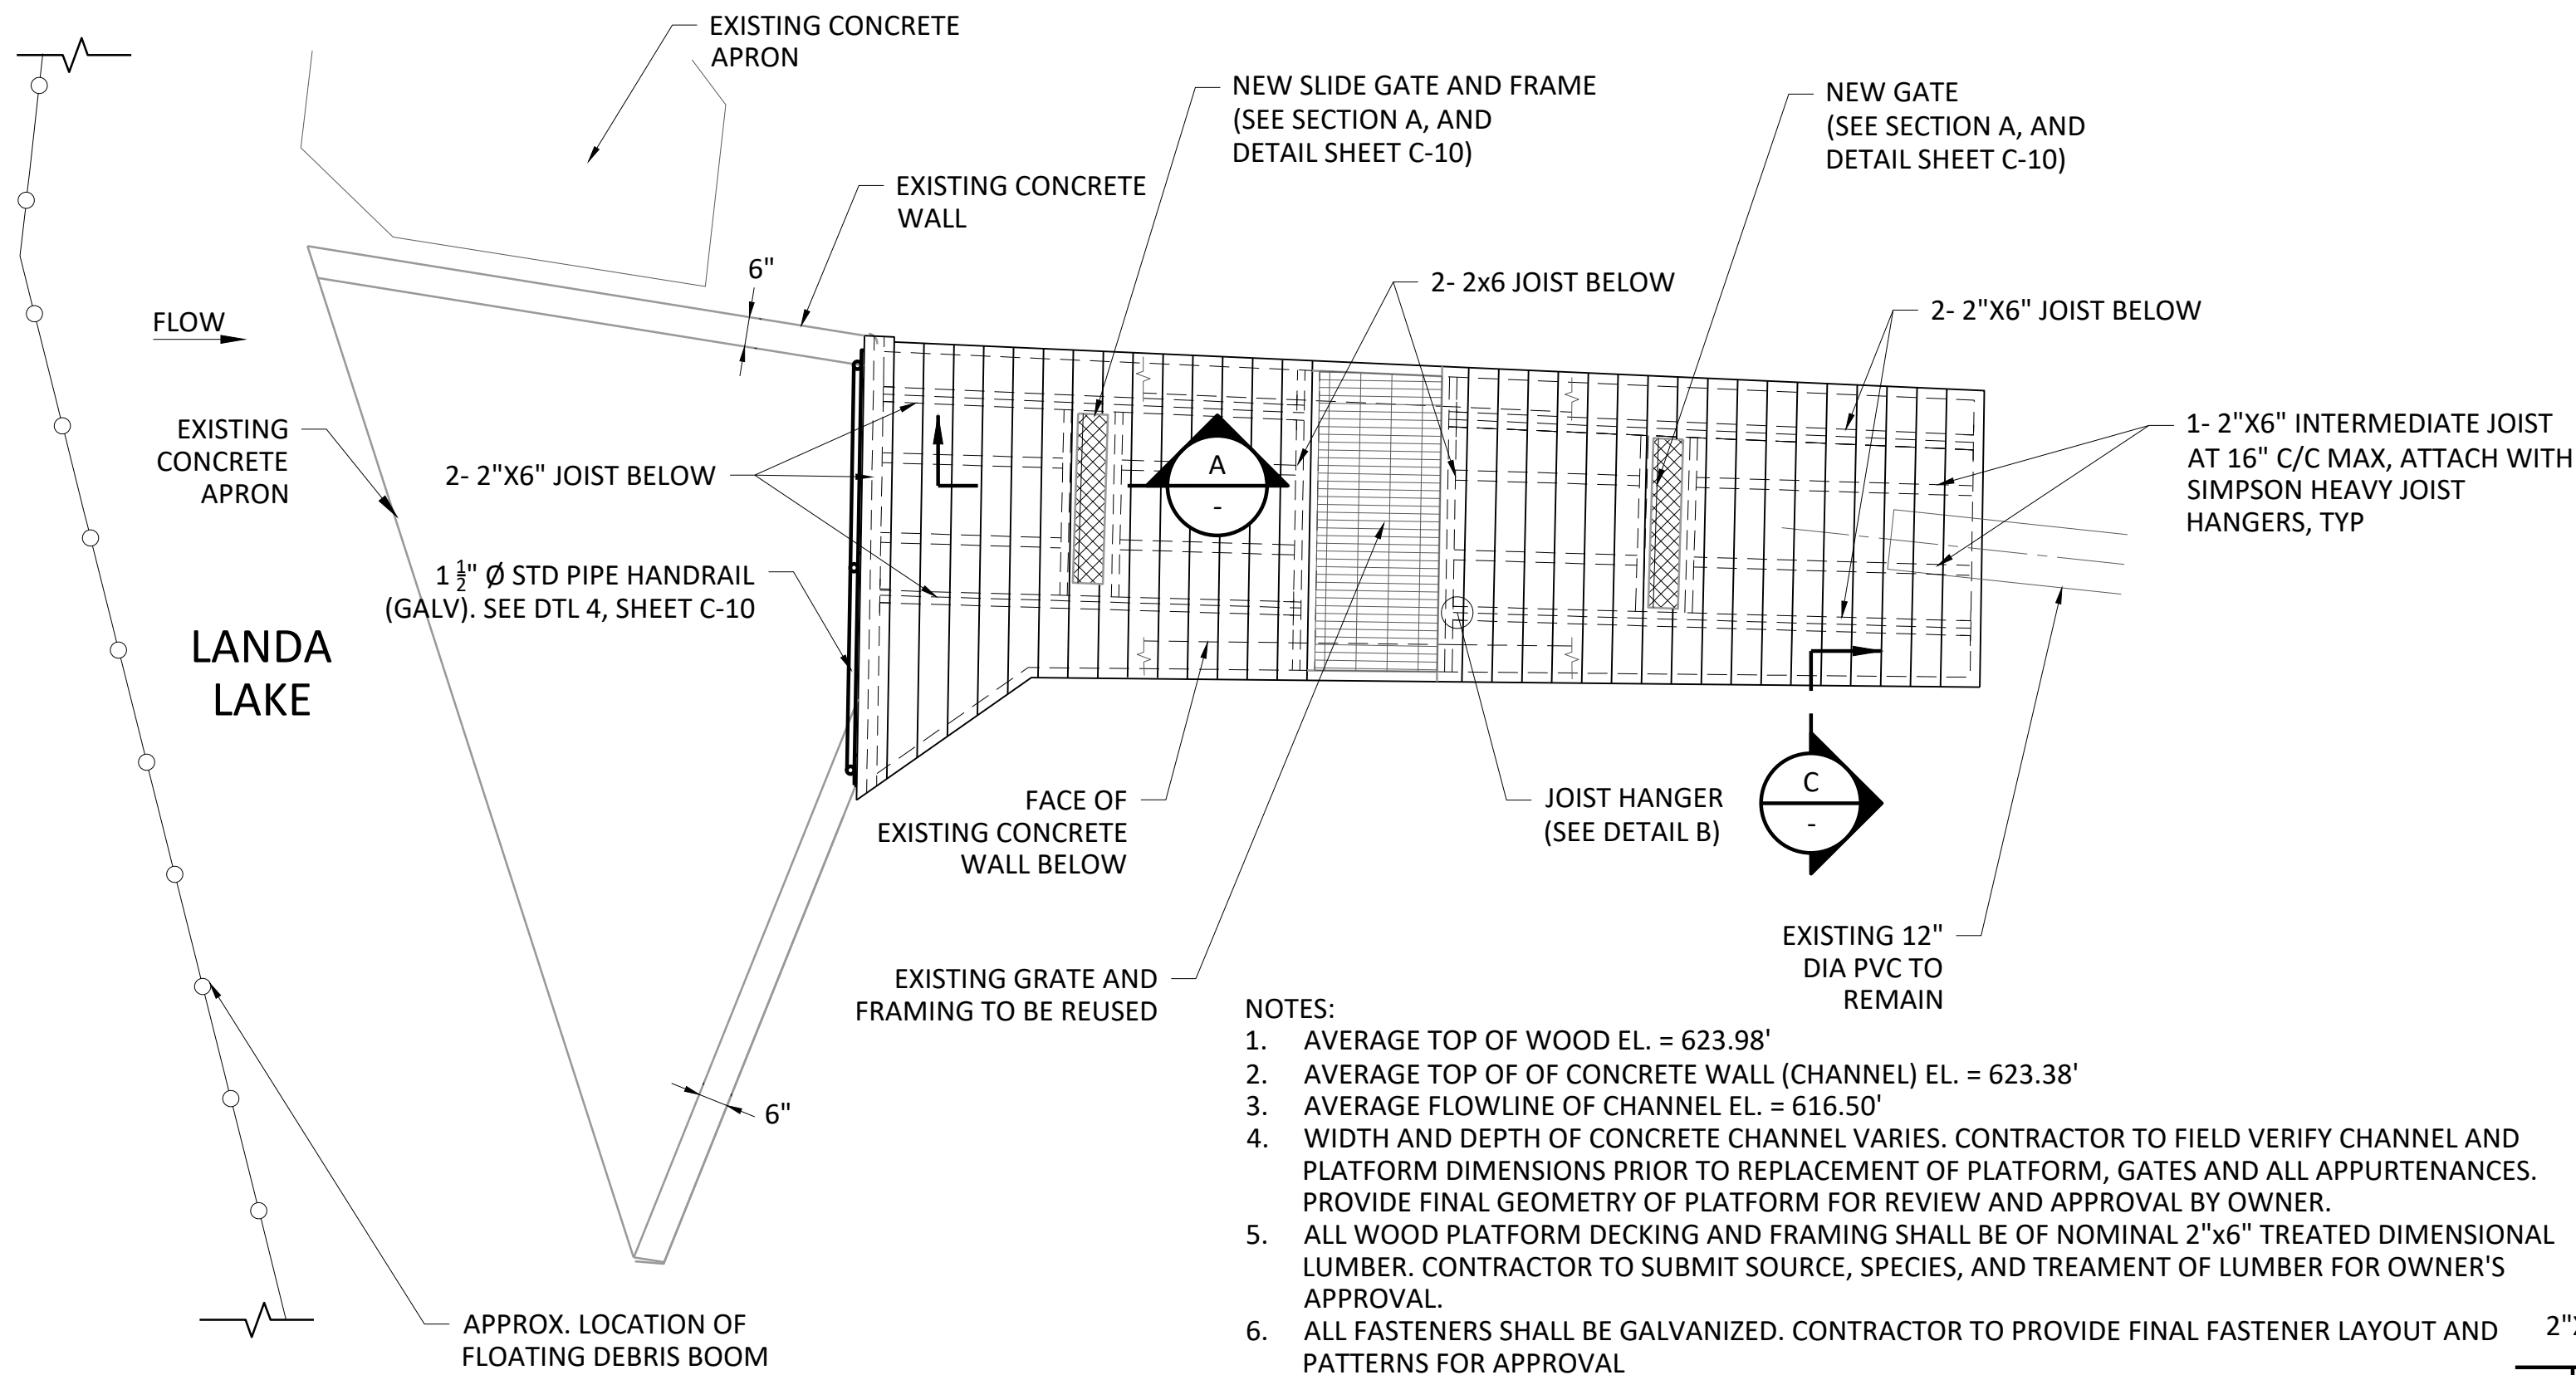 EXISTING CONCRETE
APRON
NEW SLIDE GATE AND FRAME
(SEE SECTION A, AND
DETAIL SHEET C-10)
NEW GATE
(SEE SECTION A, AND
DETAIL SHEET C-10)
EXISTING CONCRETE
WALL
6"
2- 2x6 JOIST BELOW
2- 2"X6" JOIST BELOW
FLOW
EXISTING
CONCRETE
APRON
2- 2"X6" JOIST BELOW
A
-
1- 2"X6" INTERMEDIATE JOIST
AT 16" C/C MAX, ATTACH WITH
SIMPSON HEAVY JOIST
HANGERS, TYP
1 1/2" Ø STD PIPE HANDRAIL
(GALV). SEE DTL 4, SHEET C-10
LANDA
LAKE
FACE OF
EXISTING CONCRETE
WALL BELOW
JOIST HANGER
(SEE DETAIL B)
C
-
EXISTING 12"
DIA PVC TO
REMAIN
EXISTING GRATE AND
FRAMING TO BE REUSED
6"
APPROX. LOCATION OF
FLOATING DEBRIS BOOM
NOTES:
1. AVERAGE TOP OF WOOD EL. = 623.98'
2. AVERAGE TOP OF OF CONCRETE WALL (CHANNEL) EL. = 623.38'
3. AVERAGE FLOWLINE OF CHANNEL EL. = 616.50'
4. WIDTH AND DEPTH OF CONCRETE CHANNEL VARIES. CONTRACTOR TO FIELD VERIFY CHANNEL AND
PLATFORM DIMENSIONS PRIOR TO REPLACEMENT OF PLATFORM, GATES AND ALL APPURTENANCES.
PROVIDE FINAL GEOMETRY OF PLATFORM FOR REVIEW AND APPROVAL BY OWNER.
5. ALL WOOD PLATFORM DECKING AND FRAMING SHALL BE OF NOMINAL 2"x6" TREATED DIMENSIONAL
LUMBER. CONTRACTOR TO SUBMIT SOURCE, SPECIES, AND TREAMENT OF LUMBER FOR OWNER'S
APPROVAL.
6. ALL FASTENERS SHALL BE GALVANIZED. CONTRACTOR TO PROVIDE FINAL FASTENER LAYOUT AND
PATTERNS FOR APPROVAL